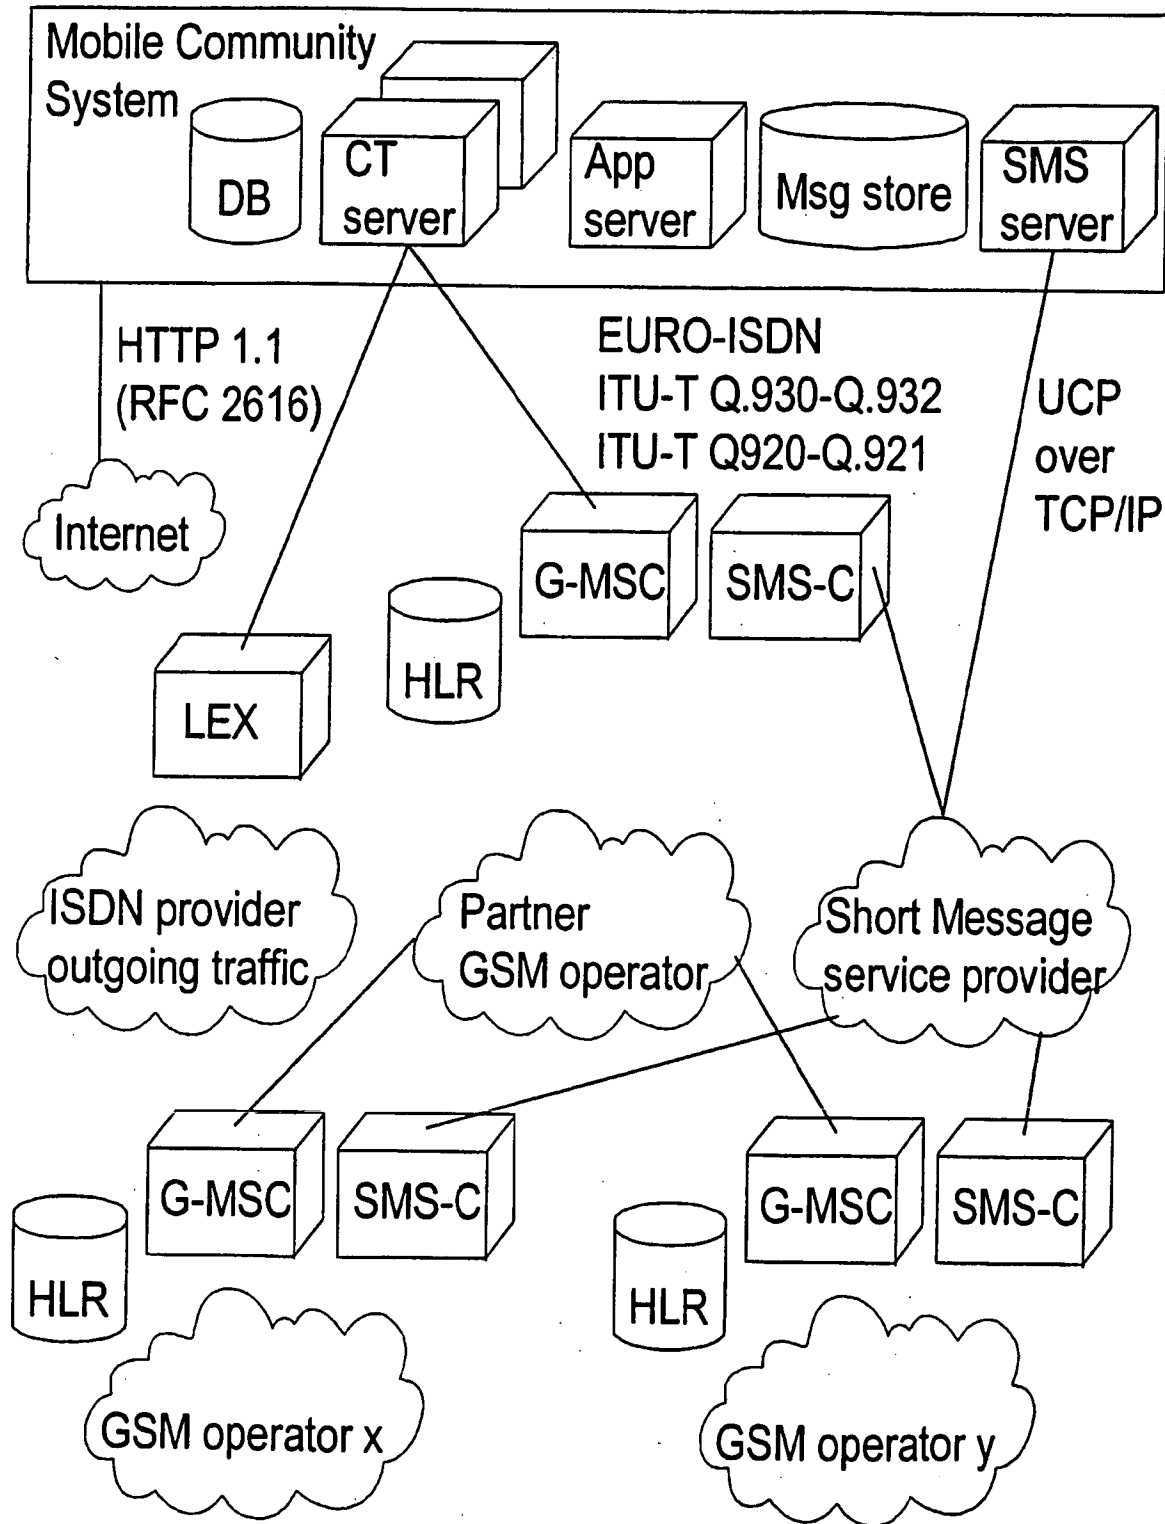 Mobile Community
System
DB
CT
server
App
server
Msg store
SMS
server
HTTP 1.1
(RFC 2616)
EURO-ISDN
ITU-T Q.930-Q.932
ITU-T Q920-Q.921
UCP
over
TCP/IP
Internet
G-MSC
SMS-C
HLR
LEX
ISDN provider
outgoing traffic
Partner
GSM operator
Short Message
service provider
G-MSC
SMS-C
HLR
G-MSC
SMS-C
HLR
GSM operator x
GSM operator y